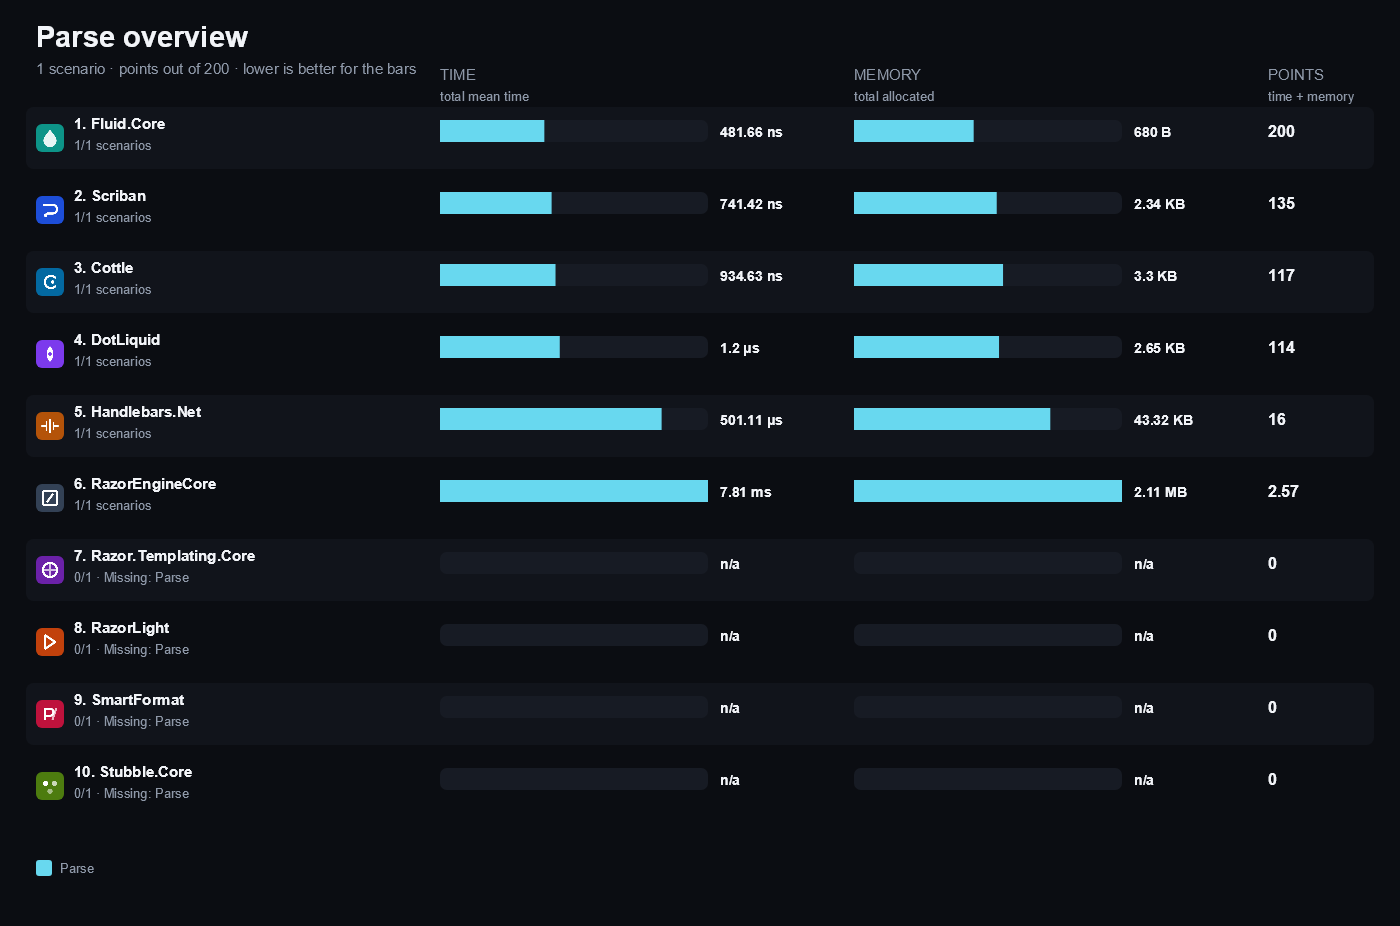 Parse overview
1 scenario · points out of 200 · lower is better for the bars
TIME
total mean time
MEMORY
total allocated
POINTS
time + memory
1. Fluid.Core
1/1 scenarios
481.66 ns
680 B
200
2. Scriban
1/1 scenarios
741.42 ns
2.34 KB
135
3. Cottle
1/1 scenarios
934.63 ns
3.3 KB
117
4. DotLiquid
1/1 scenarios
1.2 µs
2.65 KB
114
5. Handlebars.Net
1/1 scenarios
501.11 µs
43.32 KB
16
6. RazorEngineCore
1/1 scenarios
7.81 ms
2.11 MB
2.57
7. Razor.Templating.Core
0/1 · Missing: Parse
n/a
n/a
0
8. RazorLight
0/1 · Missing: Parse
n/a
n/a
0
9. SmartFormat
0/1 · Missing: Parse
n/a
n/a
0
10. Stubble.Core
0/1 · Missing: Parse
n/a
n/a
0
Parse